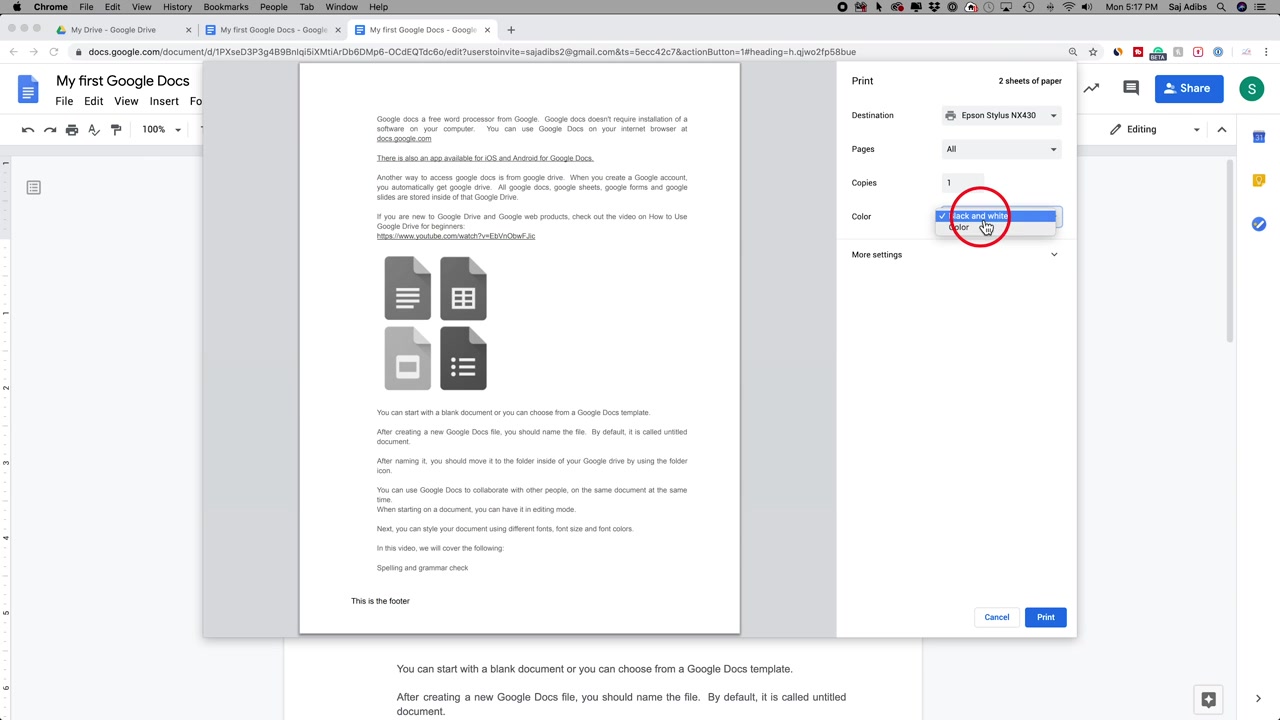 Chrome File Edit View History Bookmarks People Tab Window Help
Mon 5:17 PM Sajad Idibs
My Drive - Google Drive
My first Google Docs - Google
My first Google Docs - Google
docs.google.com/document/d/1PXseD3P3g4B9BnIqi5iXMtiArDb6DMp6-OCdEQTdc6o/edit?userstoinvite=sajadibs2@gmail.com&ts=5ecc42c7&actionButton=1#heading=h.qjwo2fp58bue
BETA
My first Google Docs
File Edit View Insert Fo
Share
S
100%
Editing
31
Google docs a free word processor from Google. Google docs doesn't require installation of a
software on your computer. You can use Google Docs on your internet browser at
docs.google.com
There is also an app available for iOS and Android for Google Docs.
Another way to access google docs is from google drive. When you create a Google account,
you automatically get google drive. All google docs, google sheets, google forms and google
slides are stored inside of that Google Drive.
If you are new to Google Drive and Google web products, check out the video on How to Use
Google Drive for beginners:
https://www.youtube.com/watch?v=EbVnObwFJic
You can start with a blank document or you can choose from a Google Docs template.
After creating a new Google Docs file, you should name the file. By default, it is called untitled
document.
After naming it, you should move it to the folder inside of your Google drive by using the folder
icon.
You can use Google Docs to collaborate with other people, on the same document at the same
time.
When starting on a document, you can have it in editing mode.
Next, you can style your document using different fonts, font size and font colors.
In this video, we will cover the following:
Spelling and grammar check
This is the footer
Print
2 sheets of paper
Destination
Epson Stylus NX430
Pages
All
Copies
1
Color
Black and white
Color
More settings
Cancel
Print
You can start with a blank document or you can choose from a Google Docs template.
After creating a new Google Docs file, you should name the file. By default, it is called untitled
document.
1
1
2
3
4
5
6